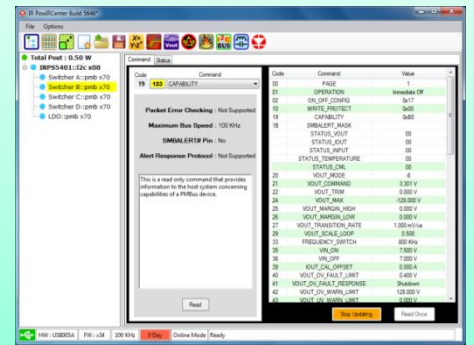 IR PowIRCenter Build 5646*
File Options
Total Pout : 0.50 W
IRPS5401::i2c x08
Switcher A::pmb x70
Switcher B::pmb x70
Switcher C::pmb x70
Switcher D::pmb x70
LDO::pmb x70
Command Status
Code Command
19 183 CAPABILITY
Packet Error Checking : Not Supported
Maximum Bus Speed : 100 KHz
SMBALERT# Pin : No
Alert Response Protocol : Not Supported
This is a read only command that provides
information to the host system concerning
capabilities of a PMBus device.
Read
Code Command Value
00 PAGE 1
01 OPERATION Immediate Off
02 ON_OFF_CONFIG 0x17
10 WRITE_PROTECT 0x00
19 CAPABILITY 0xB0
1B SMBALERT_MASK
STATUS_VOUT 00
STATUS_IOUT 00
STATUS_INPUT 00
STATUS_TEMPERATURE 00
STATUS_CML 00
20 VOUT_MODE -8
21 VOUT_COMMAND 3.301 V
22 VOUT_TRIM 0.000 V
24 VOUT_MAX -128.000 V
25 VOUT_MARGIN_HIGH 0.000 V
26 VOUT_MARGIN_LOW 0.000 V
27 VOUT_TRANSITION_RATE 1.000 mV/us
29 VOUT_SCALE_LOOP 0.500
33 FREQUENCY_SWITCH 800 KHz
35 VIN_ON 7.500 V
36 VIN_OFF 7.000 V
39 IOUT_CAL_OFFSET 0.000 A
40 VOUT_OV_FAULT_LIMIT 0.400 V
41 VOUT_OV_FAULT_RESPONSE Shutdown
42 VOUT_OV_WARN_LIMIT 128.000 V
43 VOUT_UV_WARN_LIMIT 0.000 V
Stop Updating Read Once
HW : USB005A FW : v34 100 KHz 0 Day Online Mode Ready